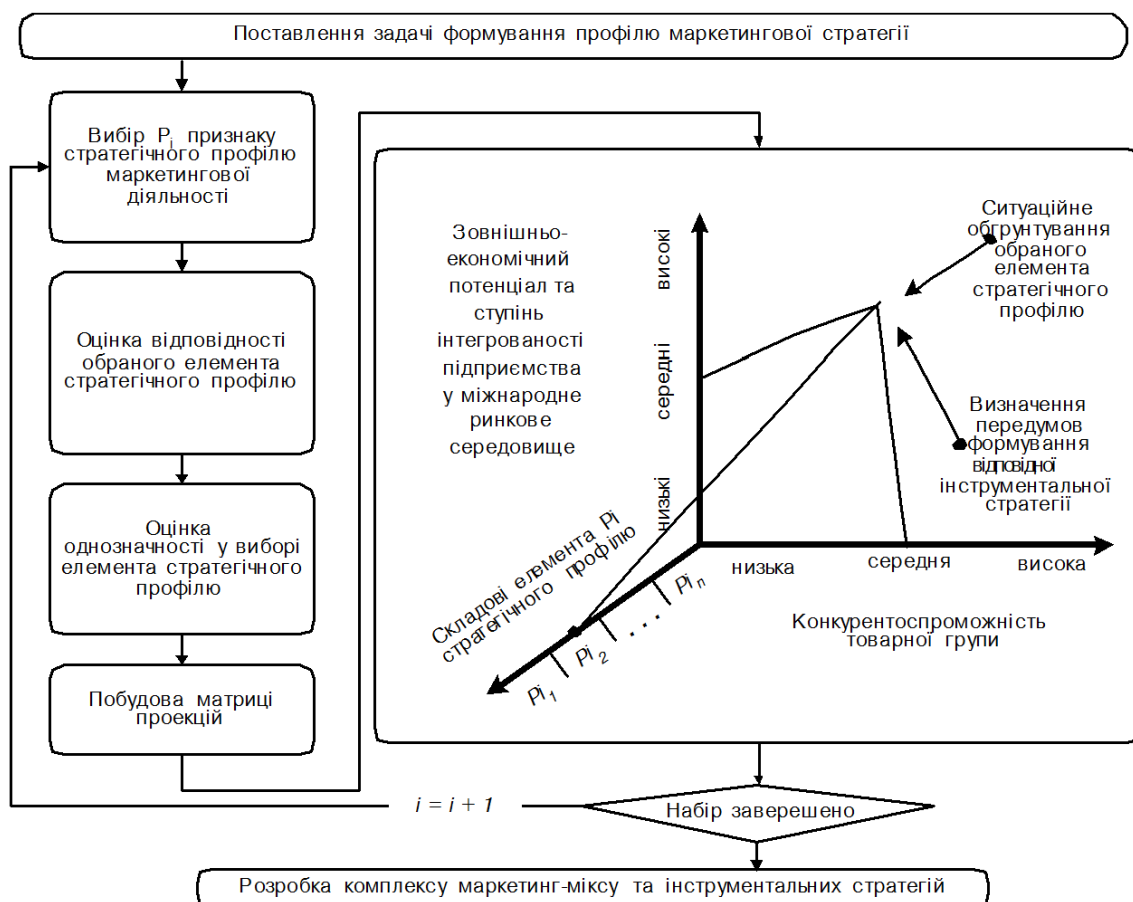 Поставлення задачі формування профілю маркетингової стратегії
Вибір Pi признаку
стратегічного профілю
маркетингової
діяльності
Оцінка відповідності
обраного елемента
стратегічного профілю
Оцінка
однозначності у виборі
елемента стратегічного
профілю
Побудова матриці
проекцій
Зовнішньо-
економічний
потенціал та
ступінь
інтегрованості
підприємства
у міжнародне
ринкове
середовище
високі
середні
низькі
Ситуаційне
обгрунтування
обраного
елемента
стратегічного
профілю
Визначення
передумов
формування
відповідної
інструментальної
стратегії
низька
середня
висока
Конкурентоспроможність
товарної групи
Складові елемента Pi
стратегічного профілю
Pi1
Pi2
. . .
Pin
i = i + 1
Набір заверешено
Розробка комплексу маркетинг-міксу та інструментальних стратегій